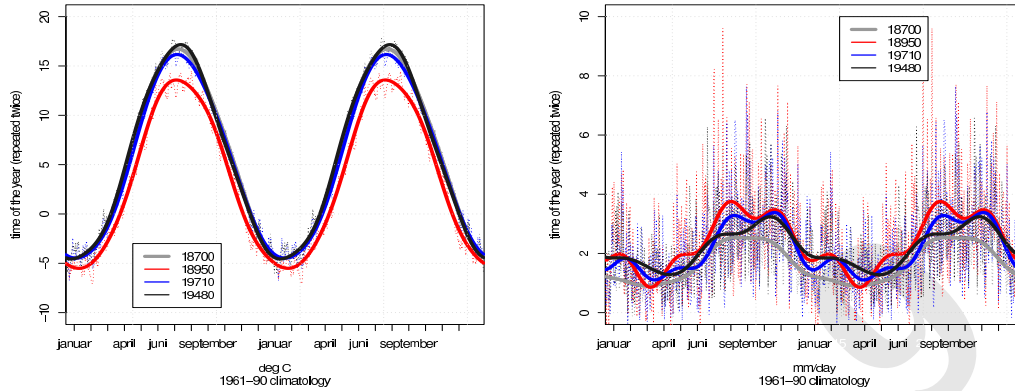 time of the year (repeated twice)
20
15
10
5
0
−5
−10
18700
18950
19710
19480
januar april juni september januar april juni september
deg C
1961−90 climatology
time of the year (repeated twice)
10
8
6
4
2
0
18700
18950
19710
19480
januar april juni september januar april juni september
mm/day
1961−90 climatology